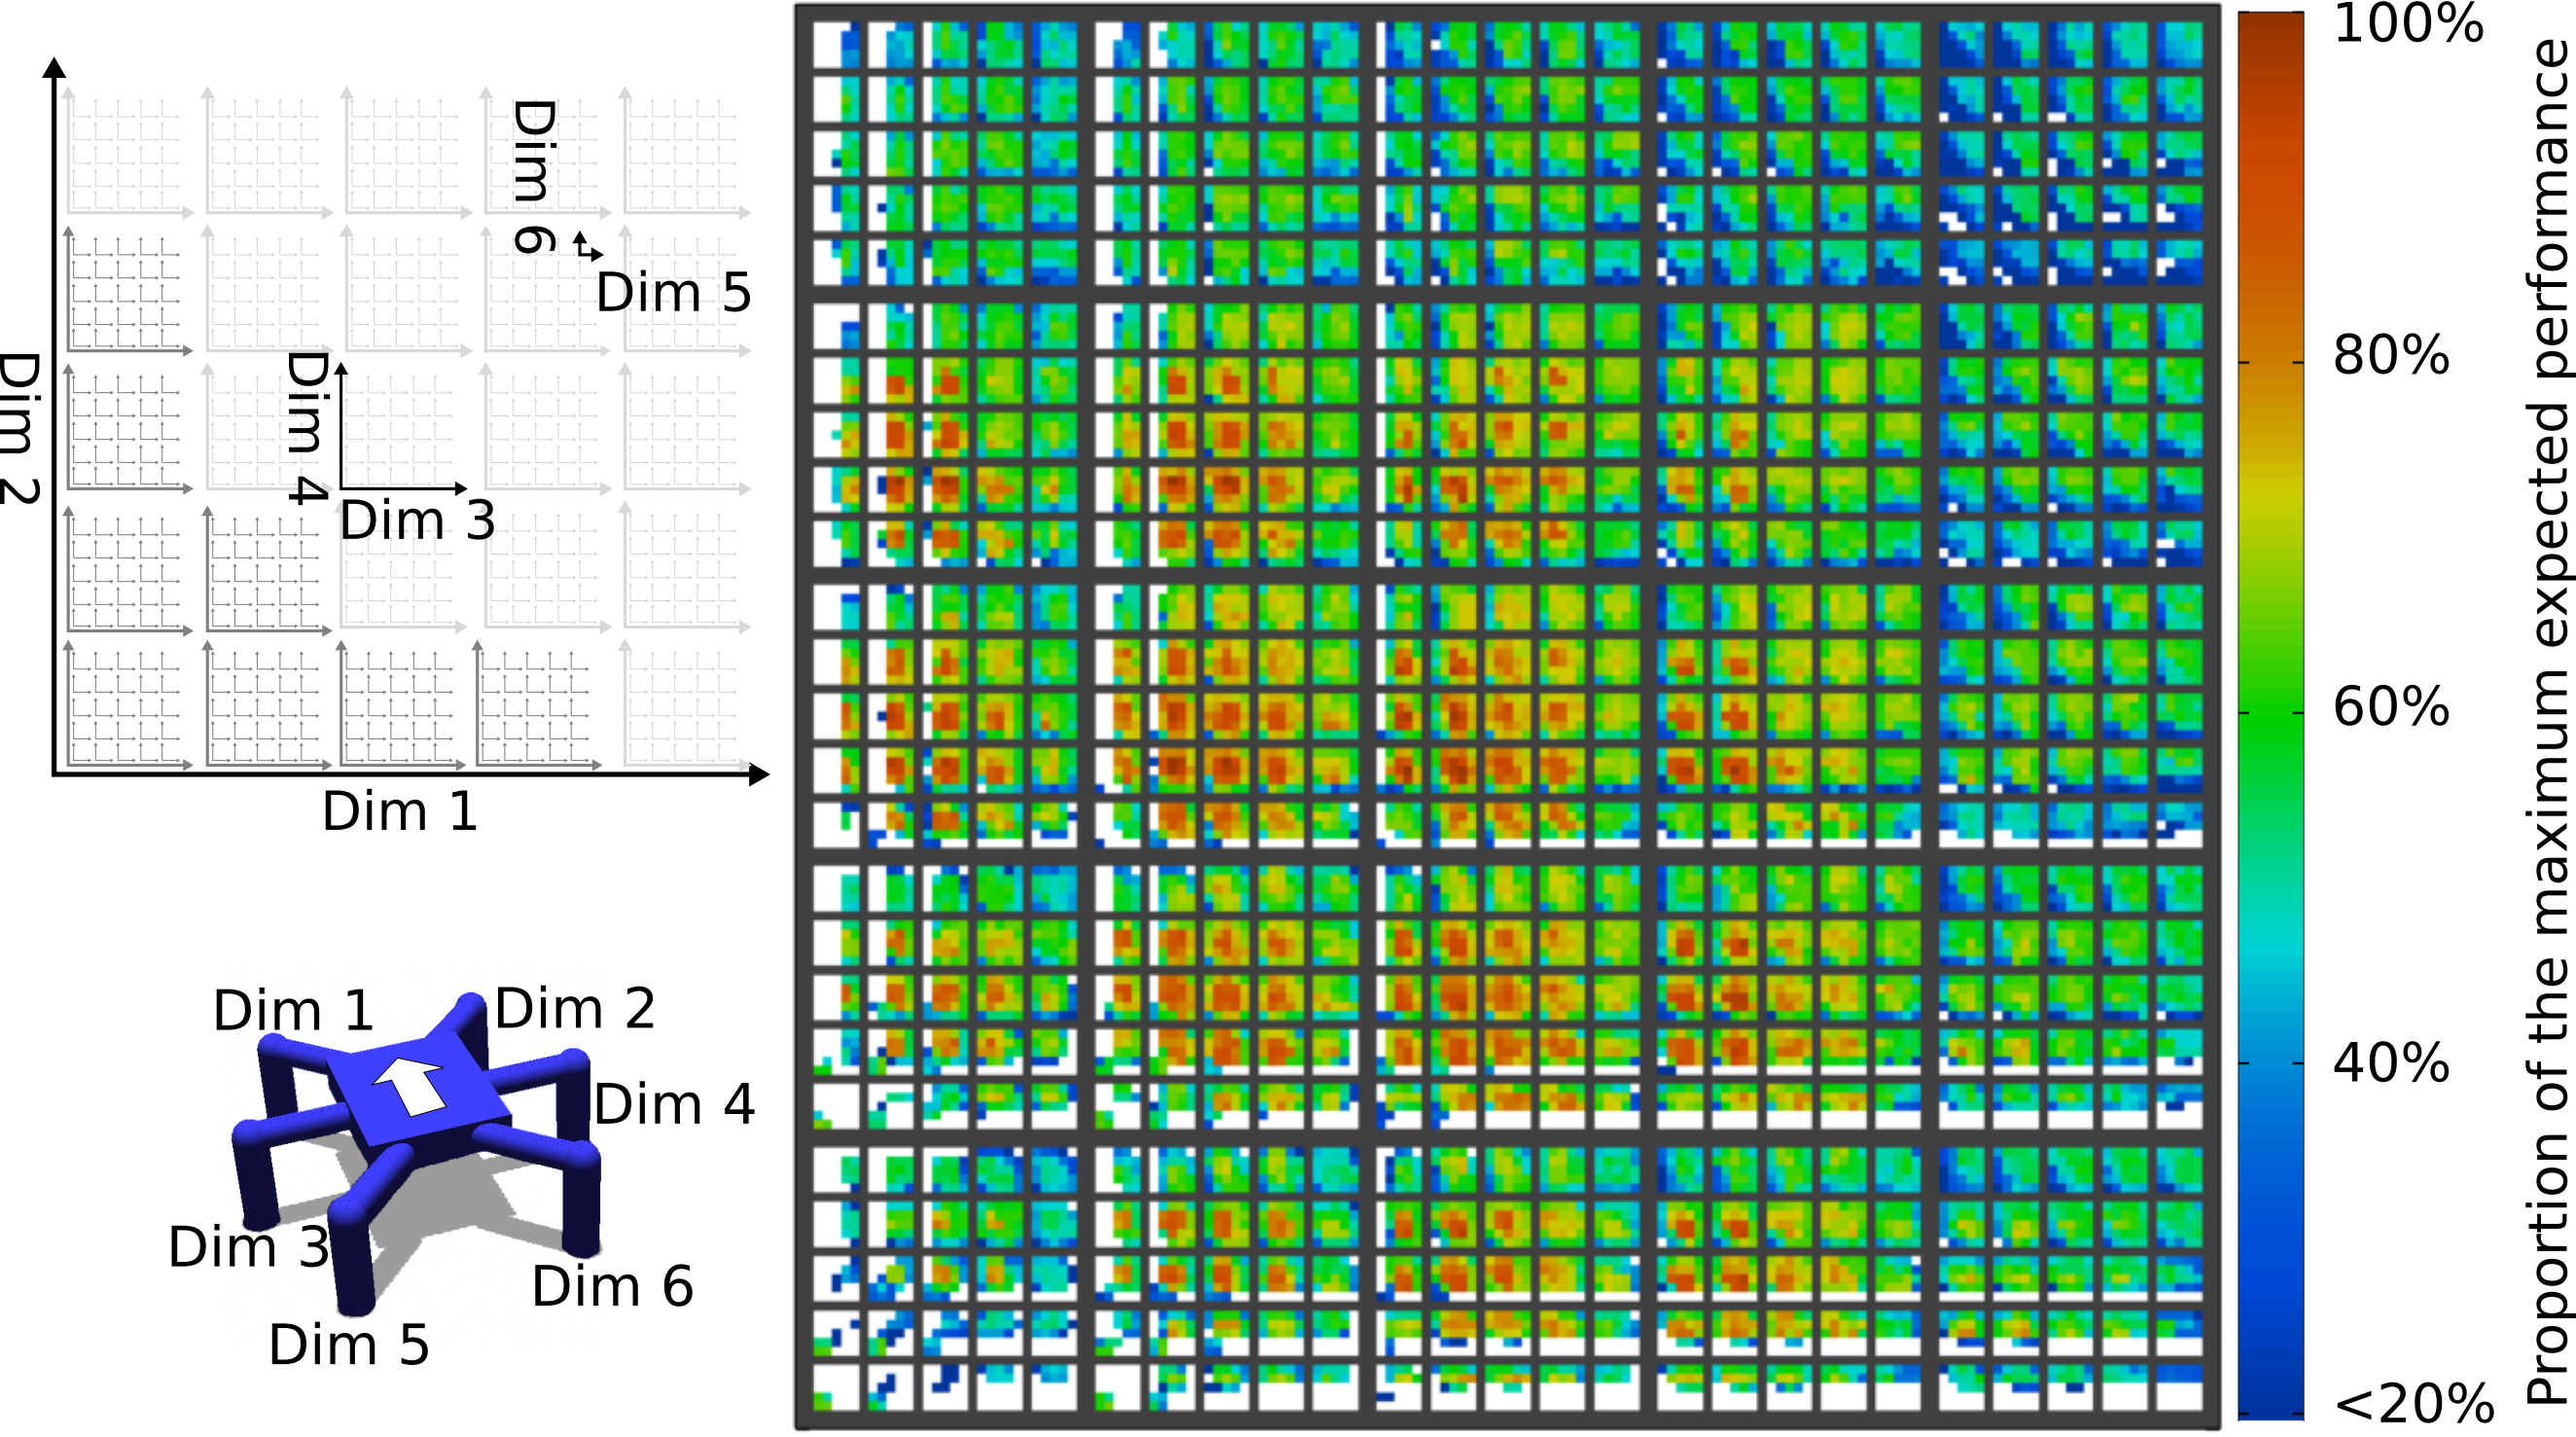 Dim 6
Dim 5
Dim 2
Dim 4
Dim 3
Dim 1
Dim 1
Dim 2
Dim 4
Dim 3
Dim 6
Dim 5
100%
80%
60%
40%
<20%
Proportion of the maximum expected performance